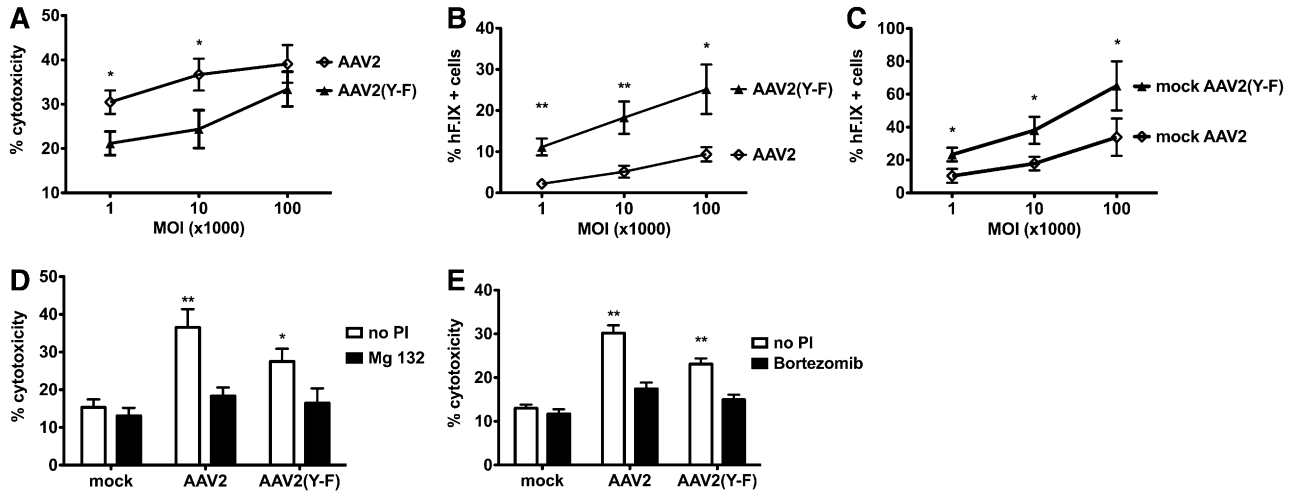 A
% cytotoxicity
50
40
30
20
10
*
*
AAV2
AAV2(Y-F)
1 10 100
MOI (x1000)
B
% hF.IX + cells
40
30
20
10
0
**
**
*
AAV2(Y-F)
AAV2
1 10 100
MOI (x1000)
C
% hF.IX + cells
100
80
60
40
20
0
*
*
*
mock AAV2(Y-F)
mock AAV2
1 10 100
MOI (x1000)
D
% cytotoxicity
50
40
30
20
10
0
**
*
no PI
Mg 132
mock AAV2 AAV2(Y-F)
E
% cytotoxicity
40
30
20
10
0
**
**
no PI
Bortezomib
mock AAV2 AAV2(Y-F)